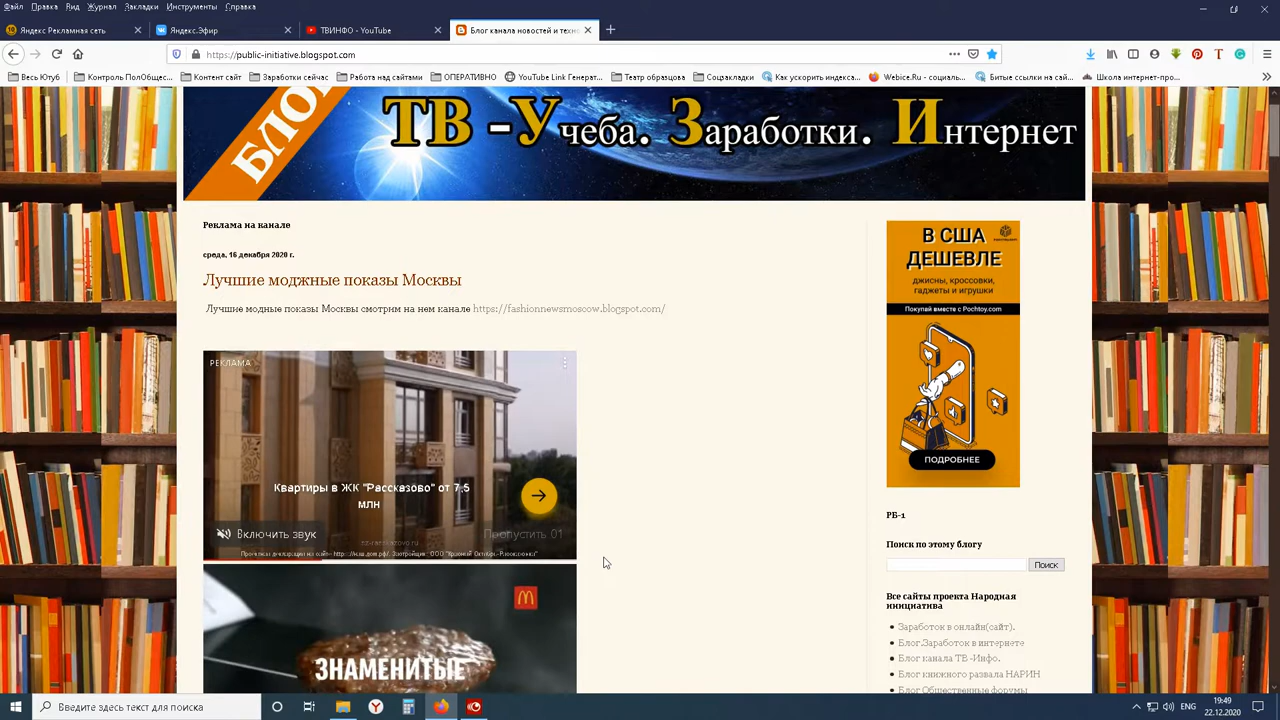 Файл Правка Вид Журнал Закладки Инструменты Справка
Яндекс Рекламная сеть
Яндекс.Эфир
ТВИНФО - YouTube
Блог канала новостей и техно
https://public-initiative.blogspot.com
Весь Ютуб
Контроль ПолОбщес...
Контент сайт
Заработки сейчас
Работа над сайтами
ОПЕРАТИВНО
YouTube Link Генерат...
Театр образцова
Соцзакладки
Как ускорить индекса...
Webice.Ru - социаль...
Битые ссылки на сай...
Школа интернет-про...
БЛОГ
ТВ -Учеба. Заработки. Интернет
Реклама на канале
среда, 16 декабря 2020 г.
Лучшие моджные показы Москвы
Лучшие модные показы Москвы смотрим на нем канале https://fashionnewsmoscow.blogspot.com/
РЕКЛАМА
Квартиры в ЖК "Рассказово" от 7,5
млн
Включить звук
Пропустить 01
ЗНАМЕНИТЫЕ
В США
ДЕШЕВЛЕ
джисны, кроссовки,
гаджеты и игрушки
Покупай вместе с Pochtoy.com
ПОДРОБНЕЕ
РБ-1
Поиск по этому блогу
Поиск
Все сайты проекта Народная
инициатива
Заработок в онлайн(сайт).
Блог.Заработок в интернете
Блог канала ТВ -Инфо.
Блог книжного развала НАРИН
Блог Общественные форумы
Введите здесь текст для поиска
ENG
19:49
22.12.2020